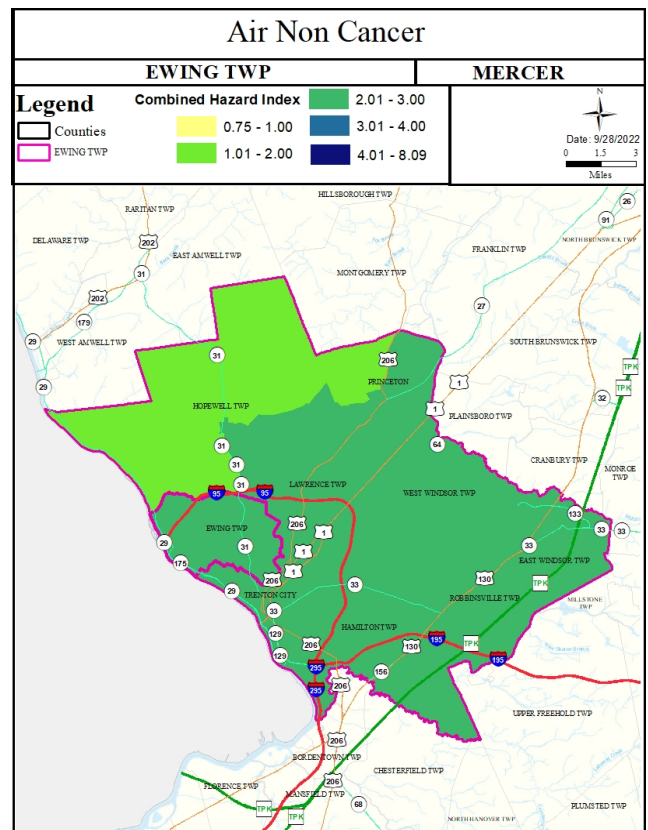 Air Non Cancer
EWING TWP
MERCER
Legend
Counties
EWING TWP
Combined Hazard Index
0.75 - 1.00
1.01 - 2.00
2.01 - 3.00
3.01 - 4.00
4.01 - 8.09
N
Date: 9/28/2022
0 1.5 3
Miles
HILLSBOROUGH TWP
26
RARITAN TWP
91
DELAWARE TWP
202
NORTH BRUNSWICK TWP
EAST AMWELL TWP
FRANKLIN TWP
MONTGOMERY TWP
31
202
27
179
29
WEST AMWELL TWP
SOUTH BRUNSWICK TWP
31
206
TPK
29
PRINCETON
1
TPK
32
HOPEWELL TWP
1
PLAINSBORO TWP
31
64
CRANBURY TWP
31
MONROE
TWP
31
LAWRENCE TWP
95
95
WEST WINDSOR TWP
133
206
EWING TWP
1
33
33
29
31
33
1
EAST WINDSOR TWP
175
206
130
TPK
29
TRENTON CITY
33
ROBBINSVILLE TWP
MILLSTONE
TWP
33
129
HAMILTON TWP
195
206
130
TPK
129
195
295
156
206
295
UPPER FREEHOLD TWP
206
BORDENTOWN TWP
CHESTERFIELD TWP
206
FLORENCE TWP
MANSFIELD TWP
68
TPK
TPK
PLUMSTED TWP
NORTH HANOVER TWP